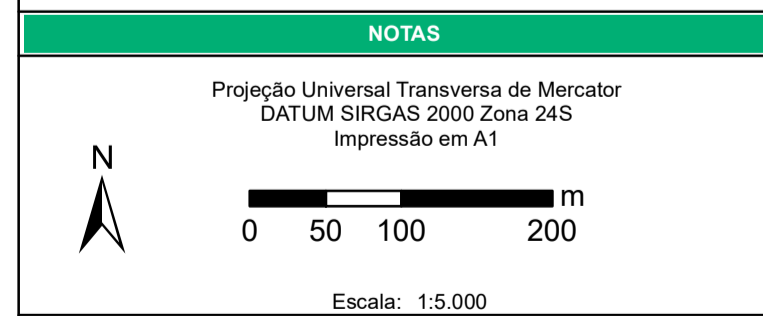 NOTAS
Projeção Universal Transversa de Mercator
DATUM SIRGAS 2000 Zona 24S
Impressão em A1
N
m
0 50 100 200
Escala: 1:5.000